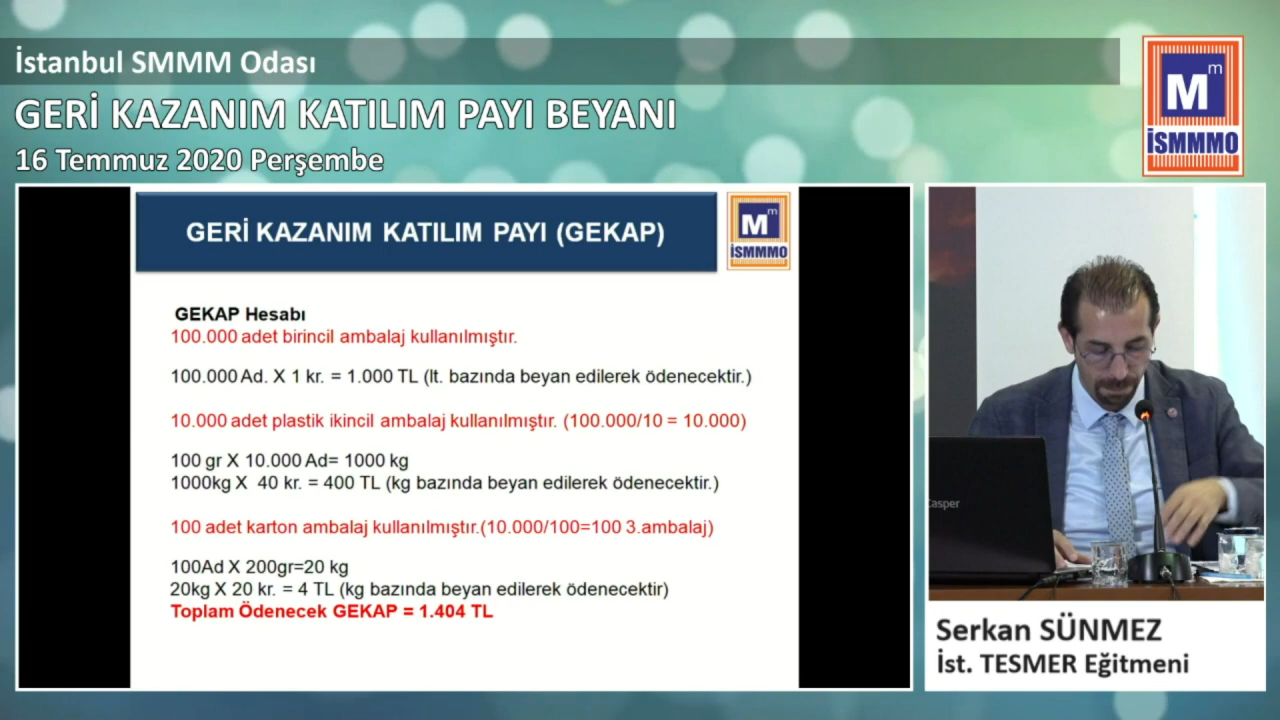 İstanbul SMMM Odası
GERİ KAZANIM KATILIM PAYI BEYANI
16 Temmuz 2020 Perşembe
M m
İSMMMO
GERİ KAZANIM KATILIM PAYI (GEKAP)
M m
İSMMMO
GEKAP Hesabı
100.000 adet birincil ambalaj kullanılmıştır.
100.000 Ad. X 1 kr. = 1.000 TL (lt. bazında beyan edilerek ödenecektir.)
10.000 adet plastik ikincil ambalaj kullanılmıştır. (100.000/10 = 10.000)
100 gr X 10.000 Ad= 1000 kg
1000kg X 40 kr. = 400 TL (kg bazında beyan edilerek ödenecektir.)
100 adet karton ambalaj kullanılmıştır.(10.000/100=100 3.ambalaj)
100Ad X 200gr=20 kg
20kg X 20 kr. = 4 TL (kg bazında beyan edilerek ödenecektir)
Toplam Ödenecek GEKAP = 1.404 TL
Casper
Serkan SÜNMEZ
İst. TESMER Eğitmeni